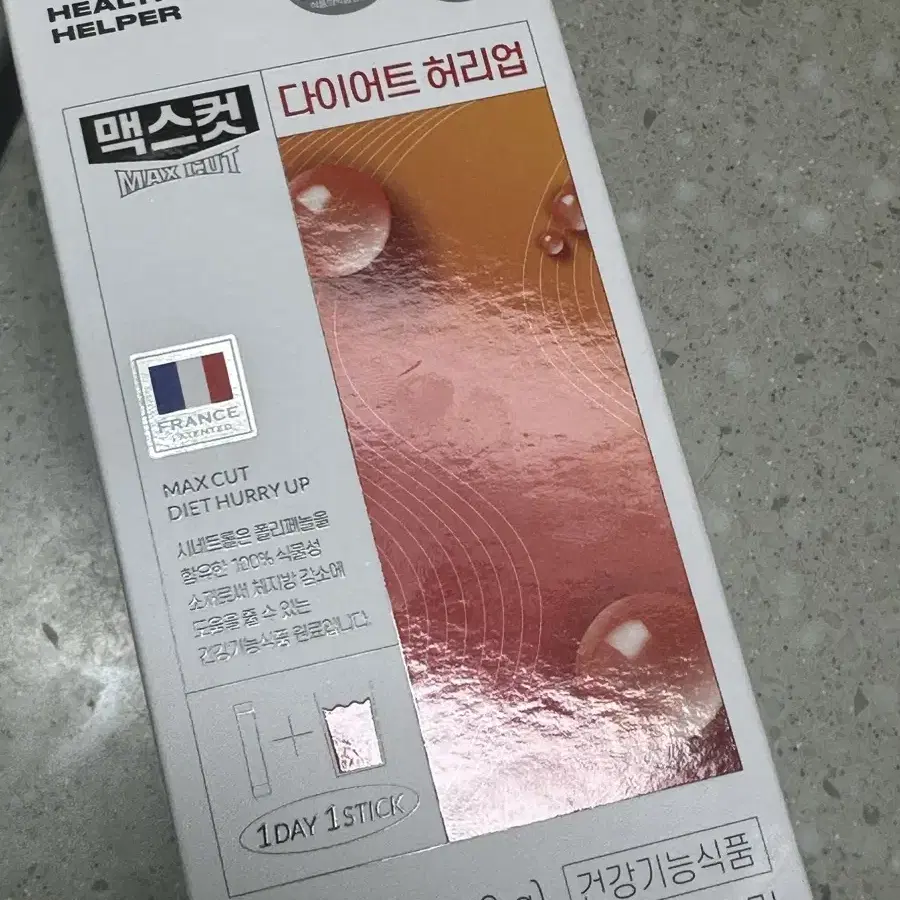 HEALTH
HELPER
맥스컷
MAX CUT
다이어트 허리업
FRANCE
PATENTED
MAX CUT
DIET HURRY UP
시네트롤은 폴리페놀을
함유한 100% 식물성
소재로써 체지방 감소에
도움을 줄 수 있는
건강기능식품 원료입니다.
1DAY 1STICK
건강기능식품